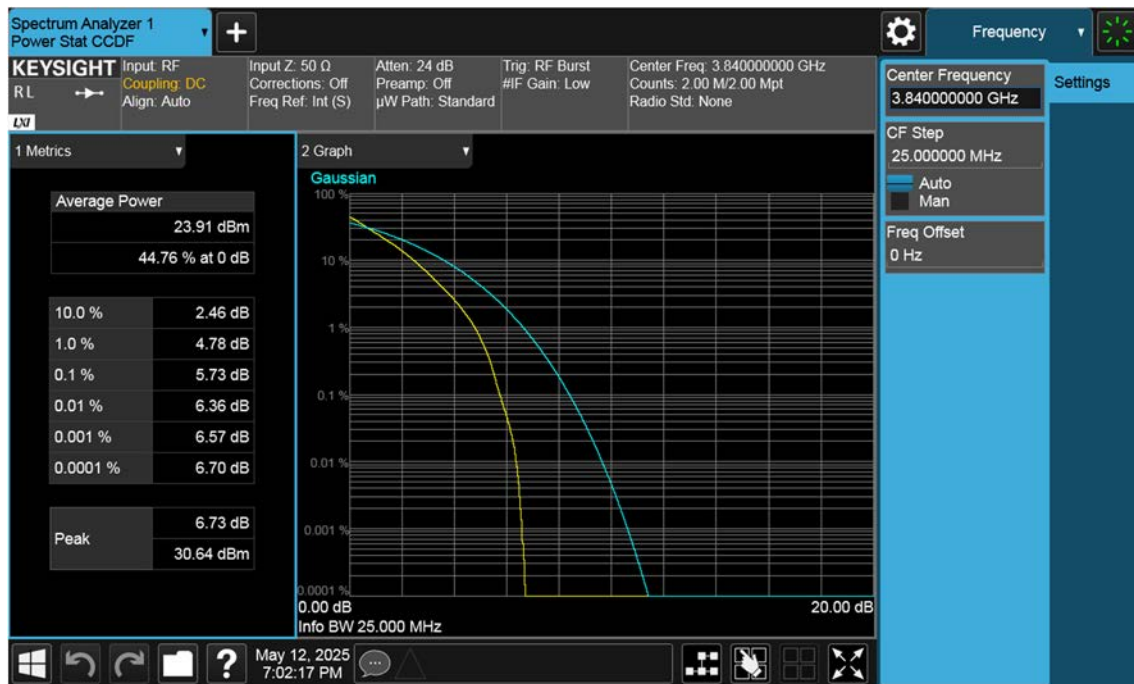 Spectrum Analyzer 1
Power Stat CCDF
+
Frequency
KEYSIGHT
RL
LXI
Input: RF
Coupling: DC
Align: Auto
Input Z: 50 Ω
Corrections: Off
Freq Ref: Int (S)
Atten: 24 dB
Preamp: Off
µW Path: Standard
Trig: RF Burst
#IF Gain: Low
Center Freq: 3.840000000 GHz
Counts: 2.00 M/2.00 Mpt
Radio Std: None
Center Frequency
3.840000000 GHz
Settings
CF Step
25.000000 MHz
Auto
Man
Freq Offset
0 Hz
1 Metrics
Average Power
23.91 dBm
44.76 % at 0 dB
10.0 % 2.46 dB
1.0 % 4.78 dB
0.1 % 5.73 dB
0.01 % 6.36 dB
0.001 % 6.57 dB
0.0001 % 6.70 dB
Peak
6.73 dB
30.64 dBm
2 Graph
Gaussian
100 %
10 %
1 %
0.1 %
0.01 %
0.001 %
0.0001 %
0.00 dB 20.00 dB
Info BW 25.000 MHz
?
May 12, 2025
7:02:17 PM